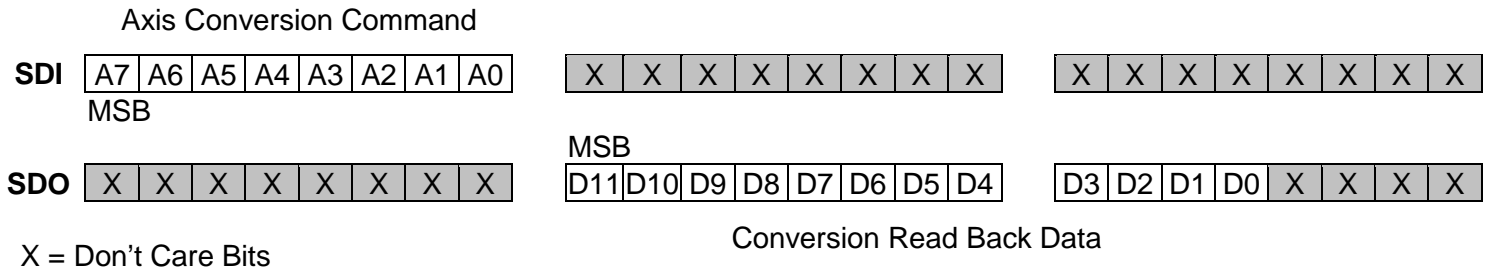 Axis Conversion Command
SDI A7 A6 A5 A4 A3 A2 A1 A0 X X X X X X X X X X X X X X X X
MSB
MSB
SDO X X X X X X X X D11 D10 D9 D8 D7 D6 D5 D4 D3 D2 D1 D0 X X X X
Conversion Read Back Data
X = Don't Care Bits